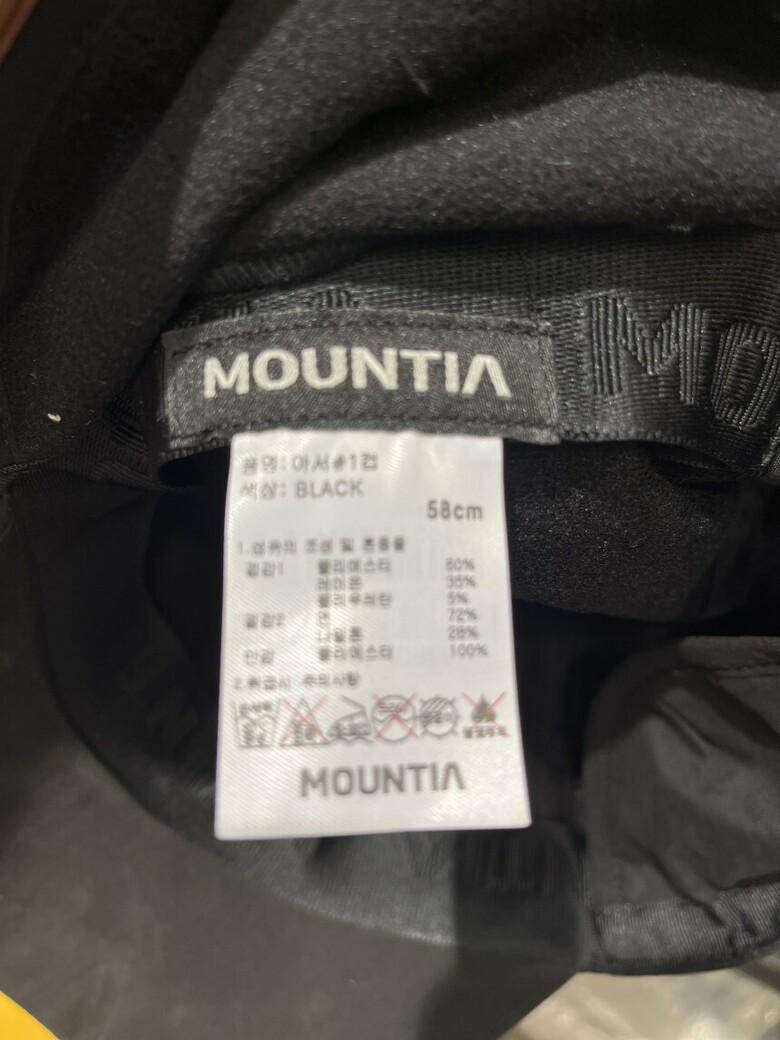 MOUNTIA
MO
품명: 아서#1캡
색상: BLACK
58cm
1.섬유의 조성 및 혼용율
겉감1 폴리에스터 60%
레이온 35%
폴리우레탄 5%
겉감2 면 72%
나일론 28%
안감 폴리에스터 100%
2.취급시 주의사항
MOUNTIA